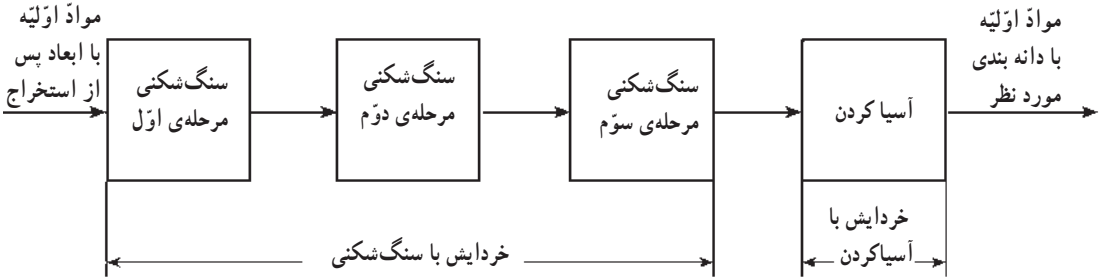 موادّ اوّلیّه
با ابعاد پس
از استخراج
سنگ‌شکنی
مرحله‌ی اوّل
سنگ‌شکنی
مرحله‌ی دوّم
سنگ‌شکنی
مرحله‌ی سوّم
آسیا کردن
موادّ اوّلیّه
با دانه بندی
مورد نظر
خردایش با سنگ‌شکنی
خردایش با
آسیاکردن